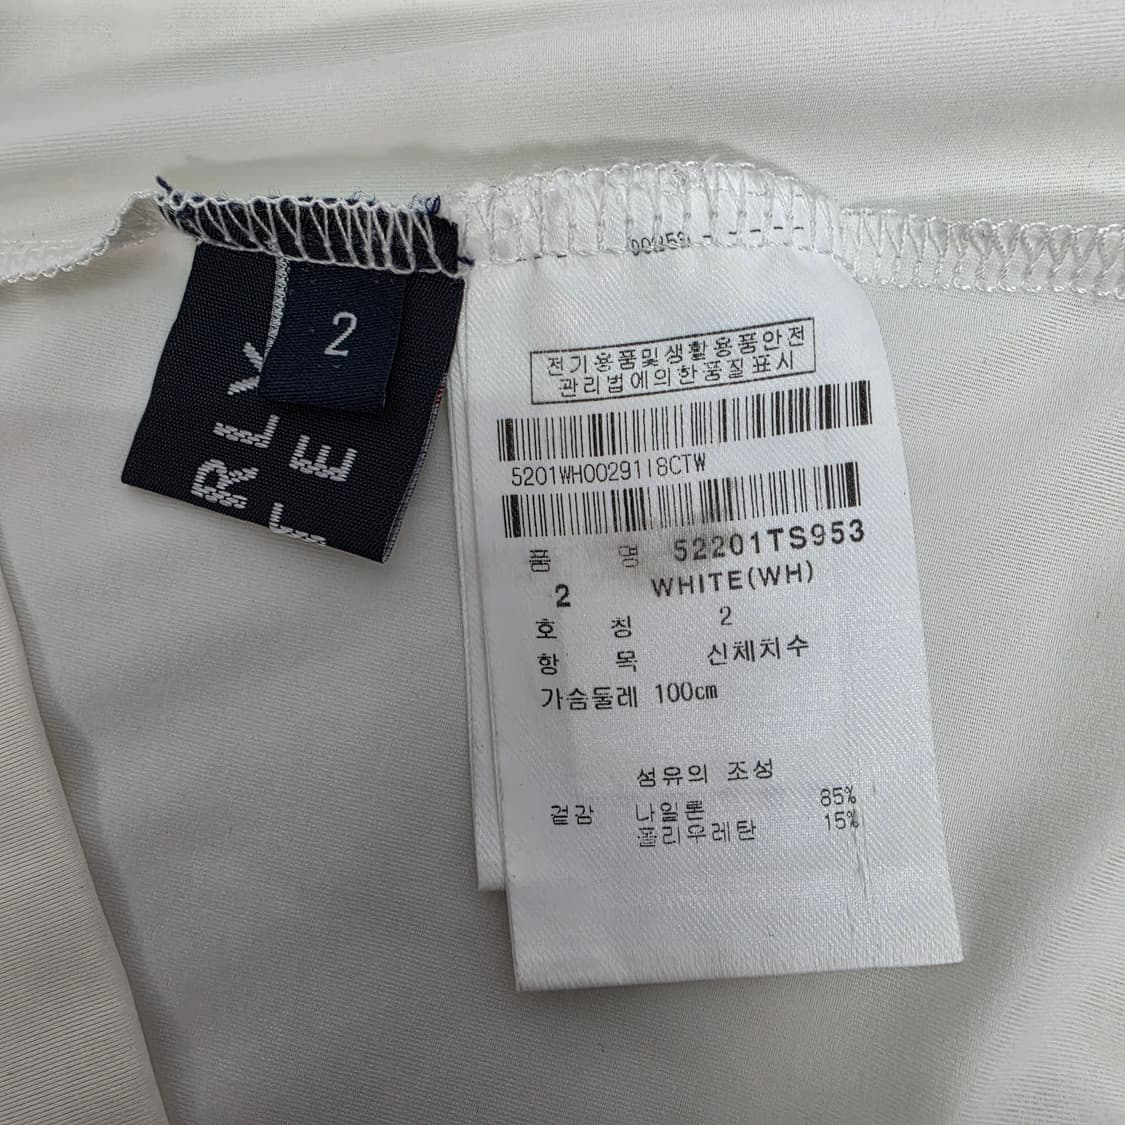 2
전기용품및생활용품안전
관리법에의한품질표시
5201WH0029118CTW
품 명 52201TS953
2 WHITE(WH)
호 칭 2
항 목 신체치수
가슴둘레 100cm
섬유의 조성
겉감 나일론 85%
폴리우레탄 15%